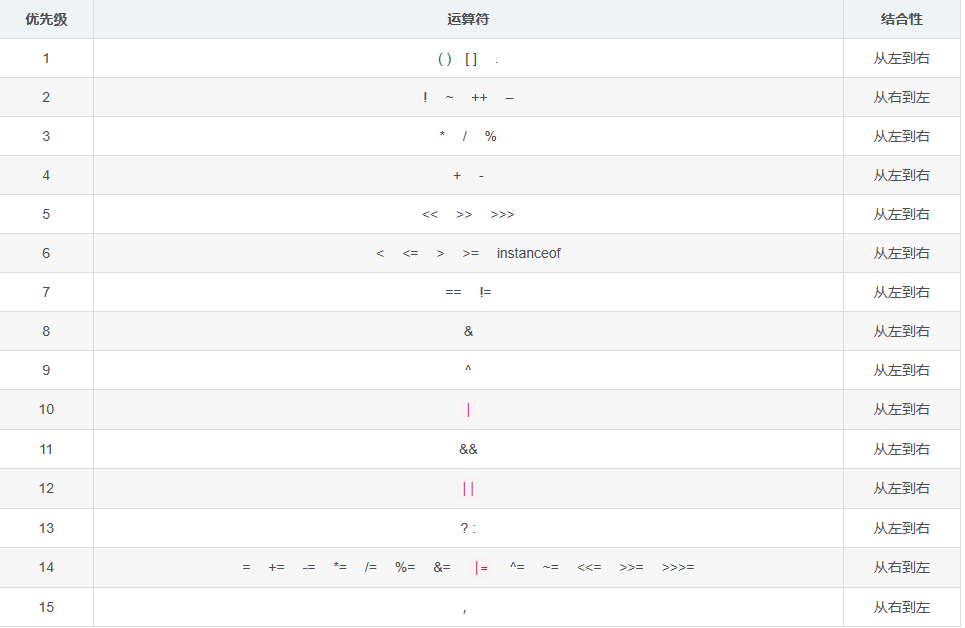 优先级 运算符 结合性
1 ( ) [ ] . 从左到右
2 ! ~ ++ – 从右到左
3 * / % 从左到右
4 + - 从左到右
5 << >> >>> 从左到右
6 < <= > >= instanceof 从左到右
7 == != 从左到右
8 & 从左到右
9 ^ 从左到右
10 | 从左到右
11 && 从左到右
12 || 从左到右
13 ? : 从左到右
14 = += -= *= /= %= &= |= ^= ~= <<= >>= >>>= 从右到左
15 , 从右到左